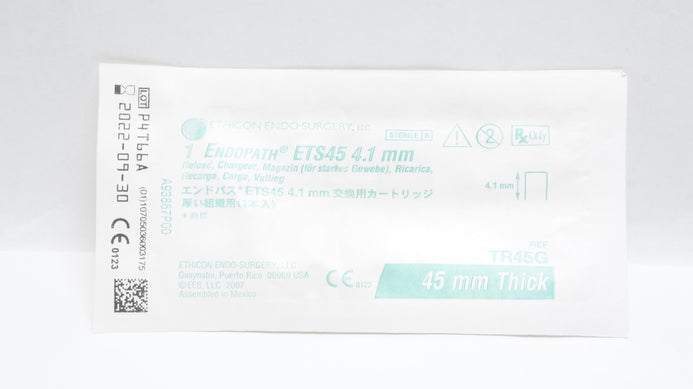 LOT P4T66A
2022-09-30
(01)10705036003175
CE 0123
A93867P00
ETHICON ENDO-SURGERY, LLC
STERILE R
Rx Only
1 ENDOPATH® ETS45 4.1 mm
Reload, Chargeur, Magazin (für starkes Gewebe), Ricarica,
Recarga, Carga, Vulling
エンドパス* ETS45 4.1 mm 交換用カートリッジ
厚い組織用(1本入)
*商標
4.1 mm
REF
TR45G
45 mm Thick
ETHICON ENDO-SURGERY, LLC
Guaynabo, Puerto Rico 00969 USA
©EES, LLC 2007
Assembled in Mexico
CE 0123